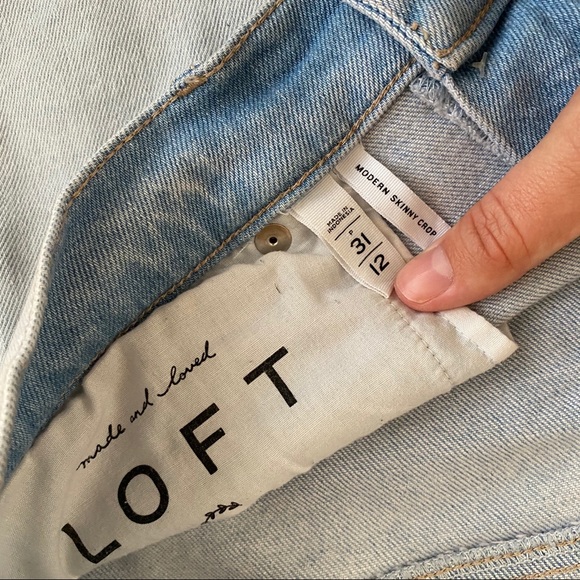 MODERN SKINNY CROP
MADE IN
INDONESIA
P
31
12
made and loved
LOFT